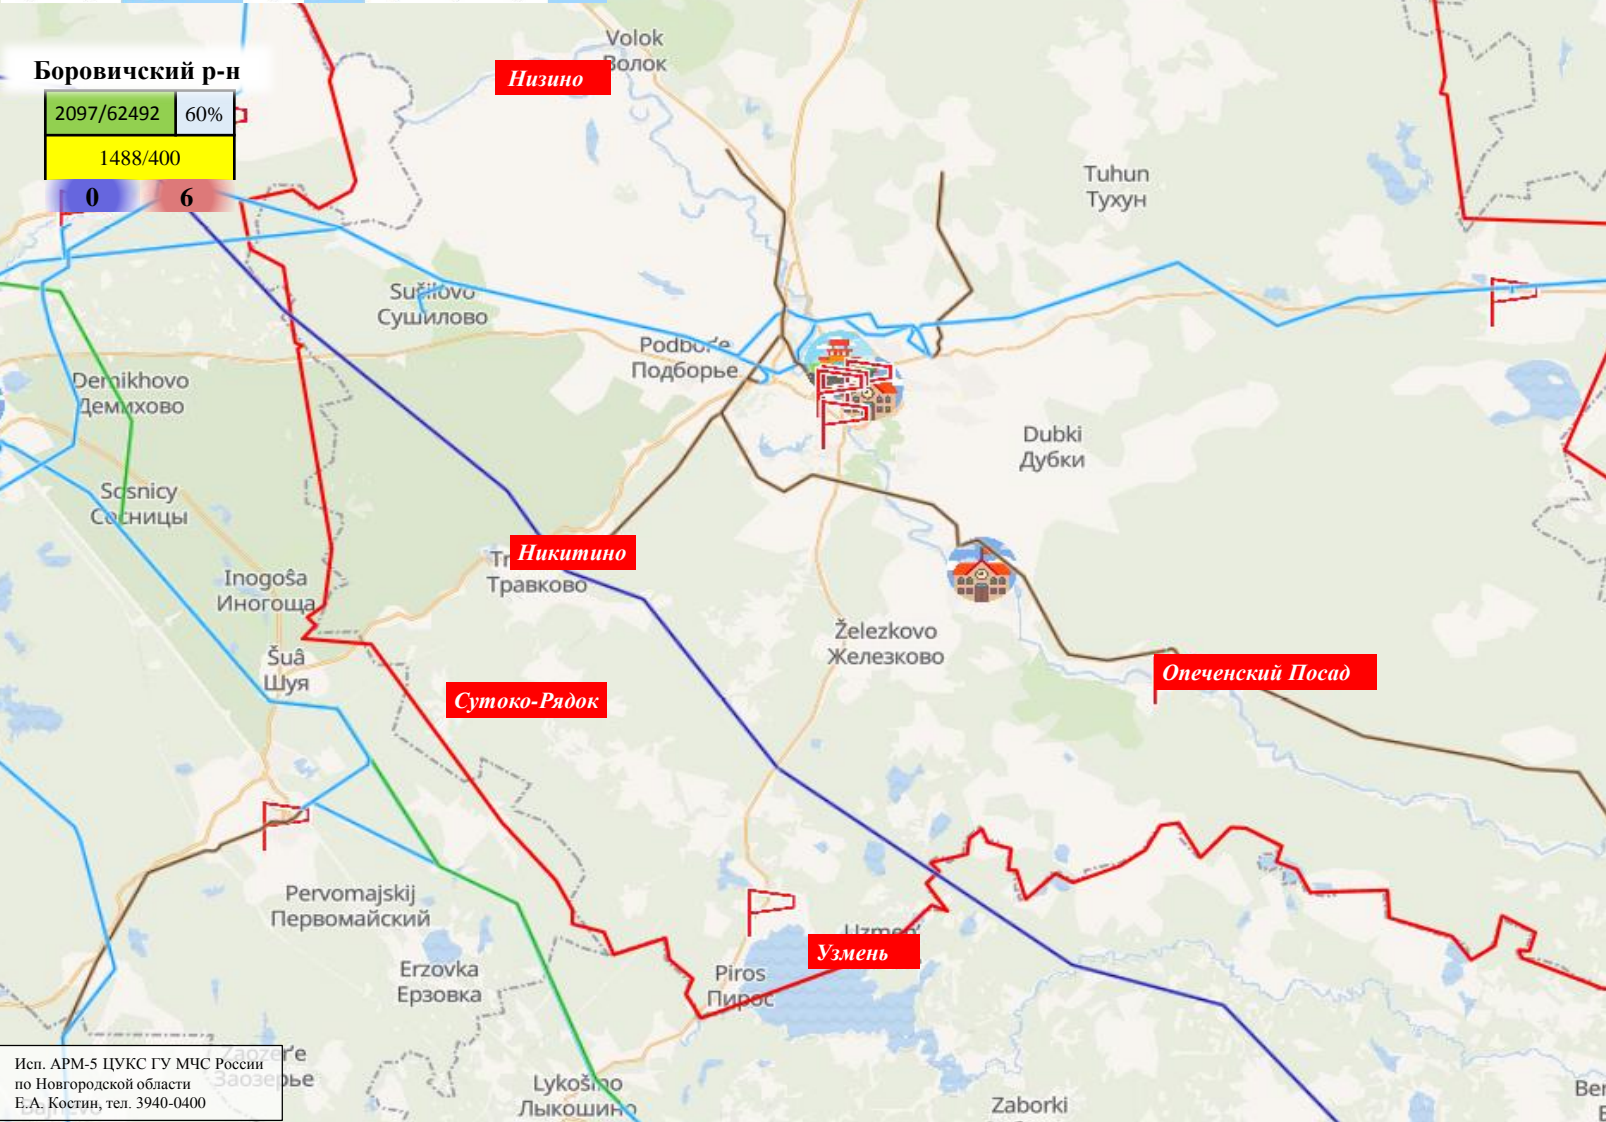 Volok
Волок
Низино
Боровичский р-н
2097/62492
60%
1488/400
0
6
Tuhun
Тухун
Sušilovo
Сушилово
Podbor'e
Подборье
Demikhovo
Демихово
Dubki
Дубки
Sosnicy
Сосницы
Никитино
Травково
Inogoŝa
Иногоща
Železkovo
Железково
Šuâ
Шуя
Опеченский Посад
Сутоко-Рядок
Pervomajskij
Первомайский
Uzmen'
Узмень
Erzovka
Ерзовка
Piros
Пирос
Zaozer'e
Заозерье
Исп. АРМ-5 ЦУКС ГУ МЧС России
по Новгородской области
Е.А. Костин, тел. 3940-0400
Lykošino
Лыкошино
Zaborki